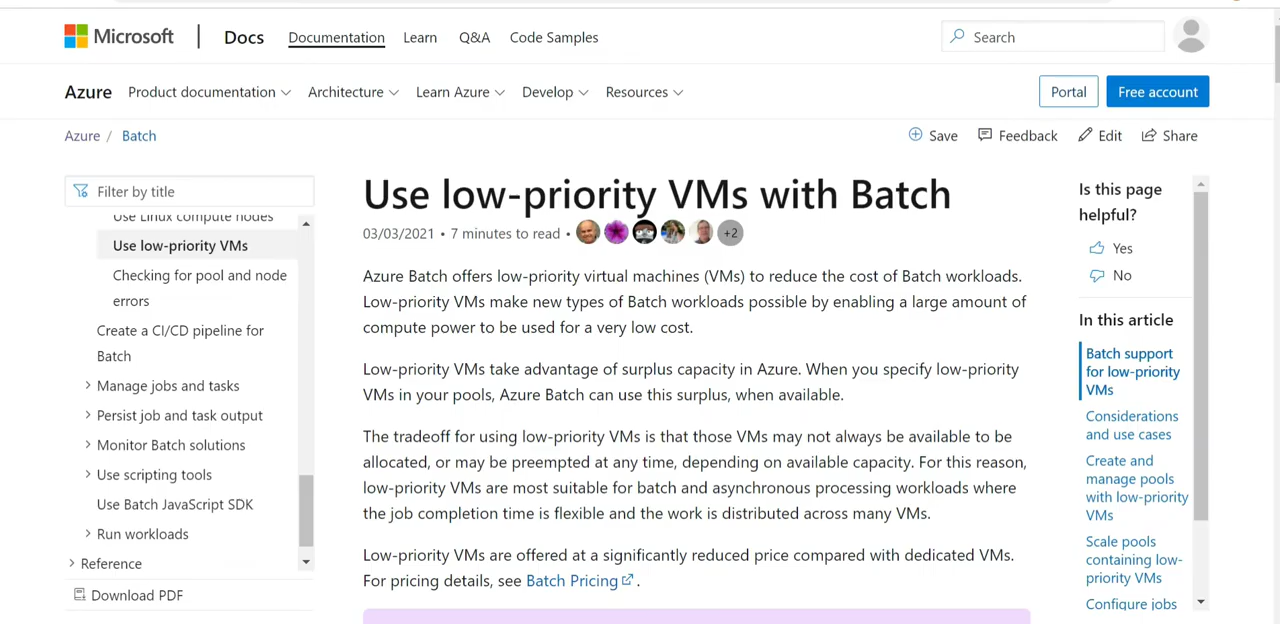 Microsoft | Docs Documentation Learn Q&A Code Samples Search
Azure Product documentation Architecture Learn Azure Develop Resources Portal Free account
Azure / Batch Save Feedback Edit Share
Filter by title
Use Linux compute nodes
Use low-priority VMs
Checking for pool and node
errors
Create a CI/CD pipeline for
Batch
Manage jobs and tasks
Persist job and task output
Monitor Batch solutions
Use scripting tools
Use Batch JavaScript SDK
Run workloads
Reference
Download PDF
Use low-priority VMs with Batch
03/03/2021 • 7 minutes to read • +2
Azure Batch offers low-priority virtual machines (VMs) to reduce the cost of Batch workloads.
Low-priority VMs make new types of Batch workloads possible by enabling a large amount of
compute power to be used for a very low cost.
Low-priority VMs take advantage of surplus capacity in Azure. When you specify low-priority
VMs in your pools, Azure Batch can use this surplus, when available.
The tradeoff for using low-priority VMs is that those VMs may not always be available to be
allocated, or may be preempted at any time, depending on available capacity. For this reason,
low-priority VMs are most suitable for batch and asynchronous processing workloads where
the job completion time is flexible and the work is distributed across many VMs.
Low-priority VMs are offered at a significantly reduced price compared with dedicated VMs.
For pricing details, see Batch Pricing .
Is this page
helpful?
Yes
No
In this article
Batch support
for low-priority
VMs
Considerations
and use cases
Create and
manage pools
with low-priority
VMs
Scale pools
containing low-
priority VMs
Configure jobs